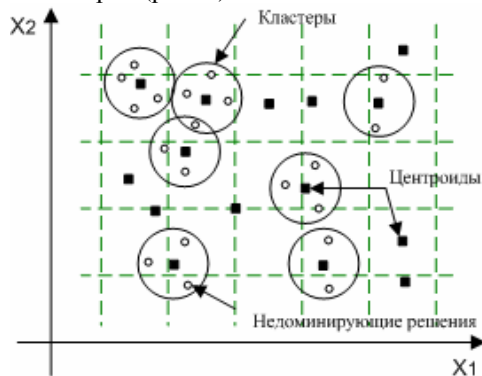 X2
Кластеры
Центроиды
Недоминирующие решения
X1